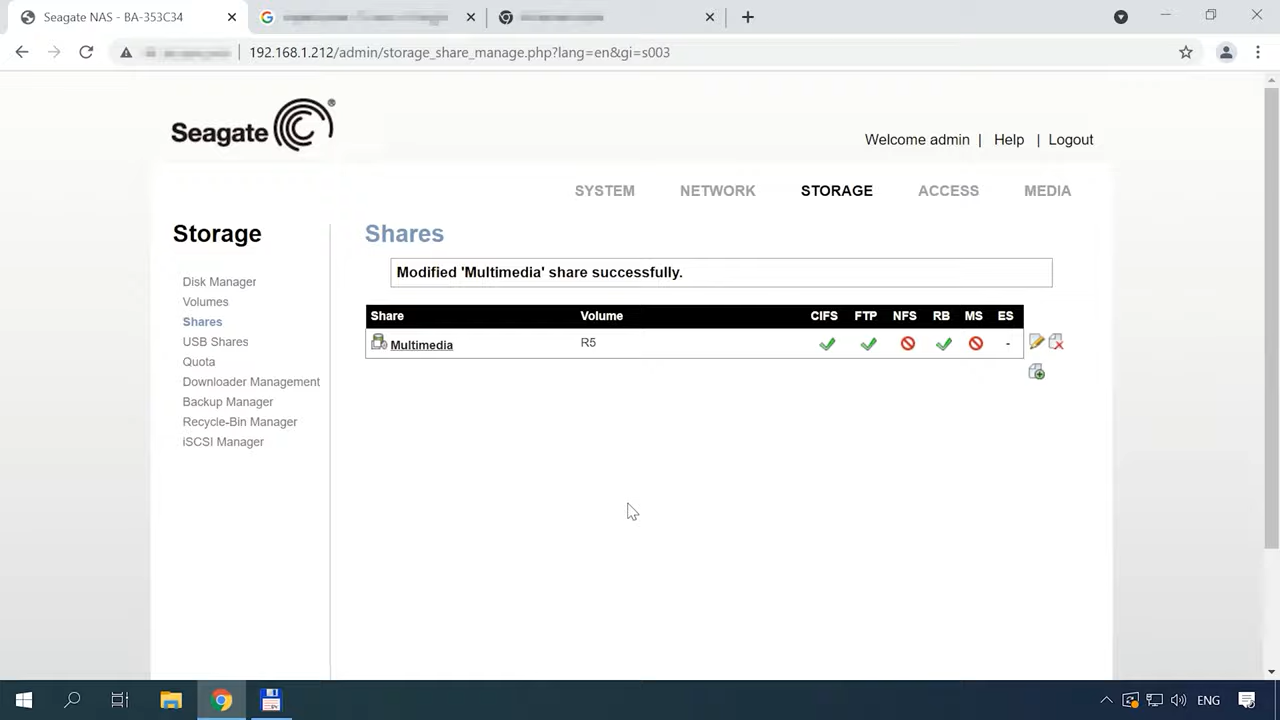 Seagate NAS - BA-353C34
192.168.1.212/admin/storage_share_manage.php?lang=en&gi=s003
Seagate®
Welcome admin | Help | Logout
SYSTEM NETWORK STORAGE ACCESS MEDIA
Storage
Disk Manager
Volumes
Shares
USB Shares
Quota
Downloader Management
Backup Manager
Recycle-Bin Manager
iSCSI Manager
Shares
Modified 'Multimedia' share successfully.
Share Volume CIFS FTP NFS RB MS ES
Multimedia R5 -
ENG